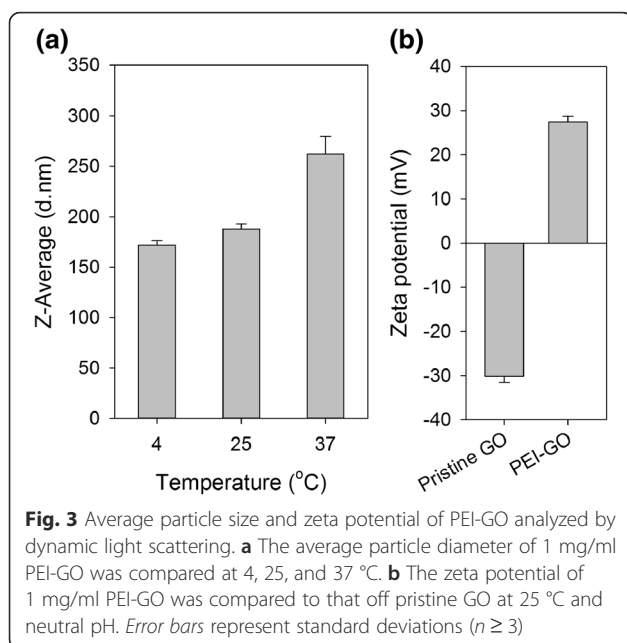 (a)
(b)
350
300
250
200
150
100
50
0
Z-Average (d.nm)
4
25
37
Temperature (°C)
40
30
20
10
0
-10
-20
-30
-40
Zeta potential (mV)
Pristine GO
PEI-GO
Fig. 3 Average particle size and zeta potential of PEI-GO analyzed by
dynamic light scattering. a The average particle diameter of 1 mg/ml
PEI-GO was compared at 4, 25, and 37 °C. b The zeta potential of
1 mg/ml PEI-GO was compared to that off pristine GO at 25 °C and
neutral pH. Error bars represent standard deviations (n ≥ 3)